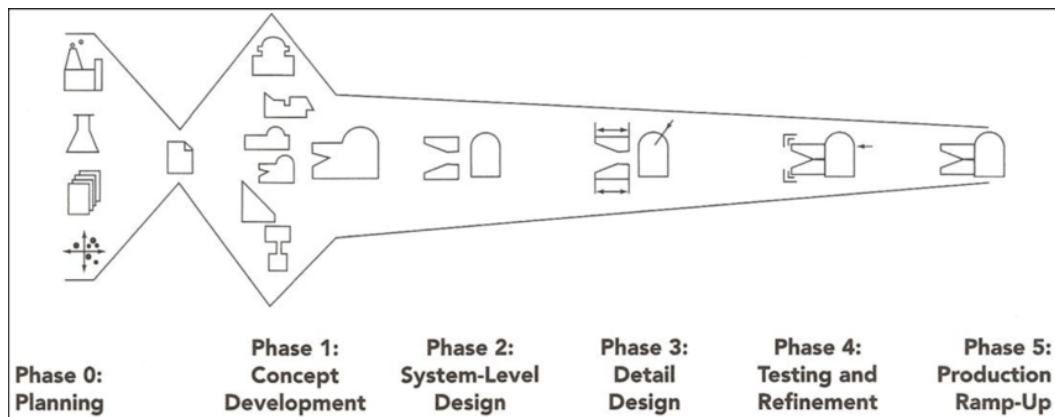 Phase 0:
Planning
Phase 1:
Concept
Development
Phase 2:
System-Level
Design
Phase 3:
Detail
Design
Phase 4:
Testing and
Refinement
Phase 5:
Production
Ramp-Up